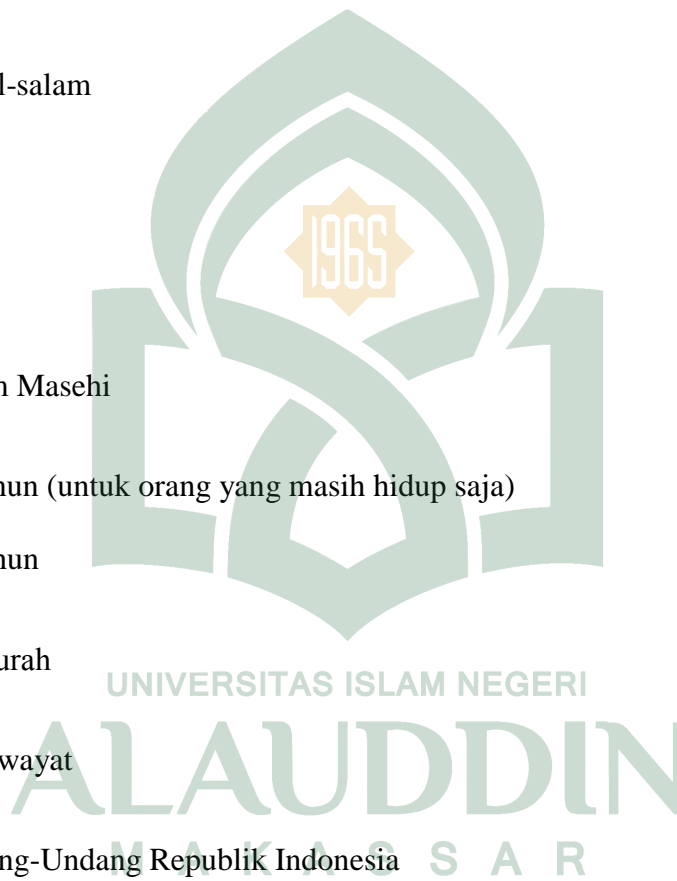 l-salam
1965
n Masehi
hun (untuk orang yang masih hidup saja)
hun
urah
UNIVERSITAS ISLAM NEGERI
wayat
ALAUDDIN
ng-Undang Republik Indonesia
MAKASSAR